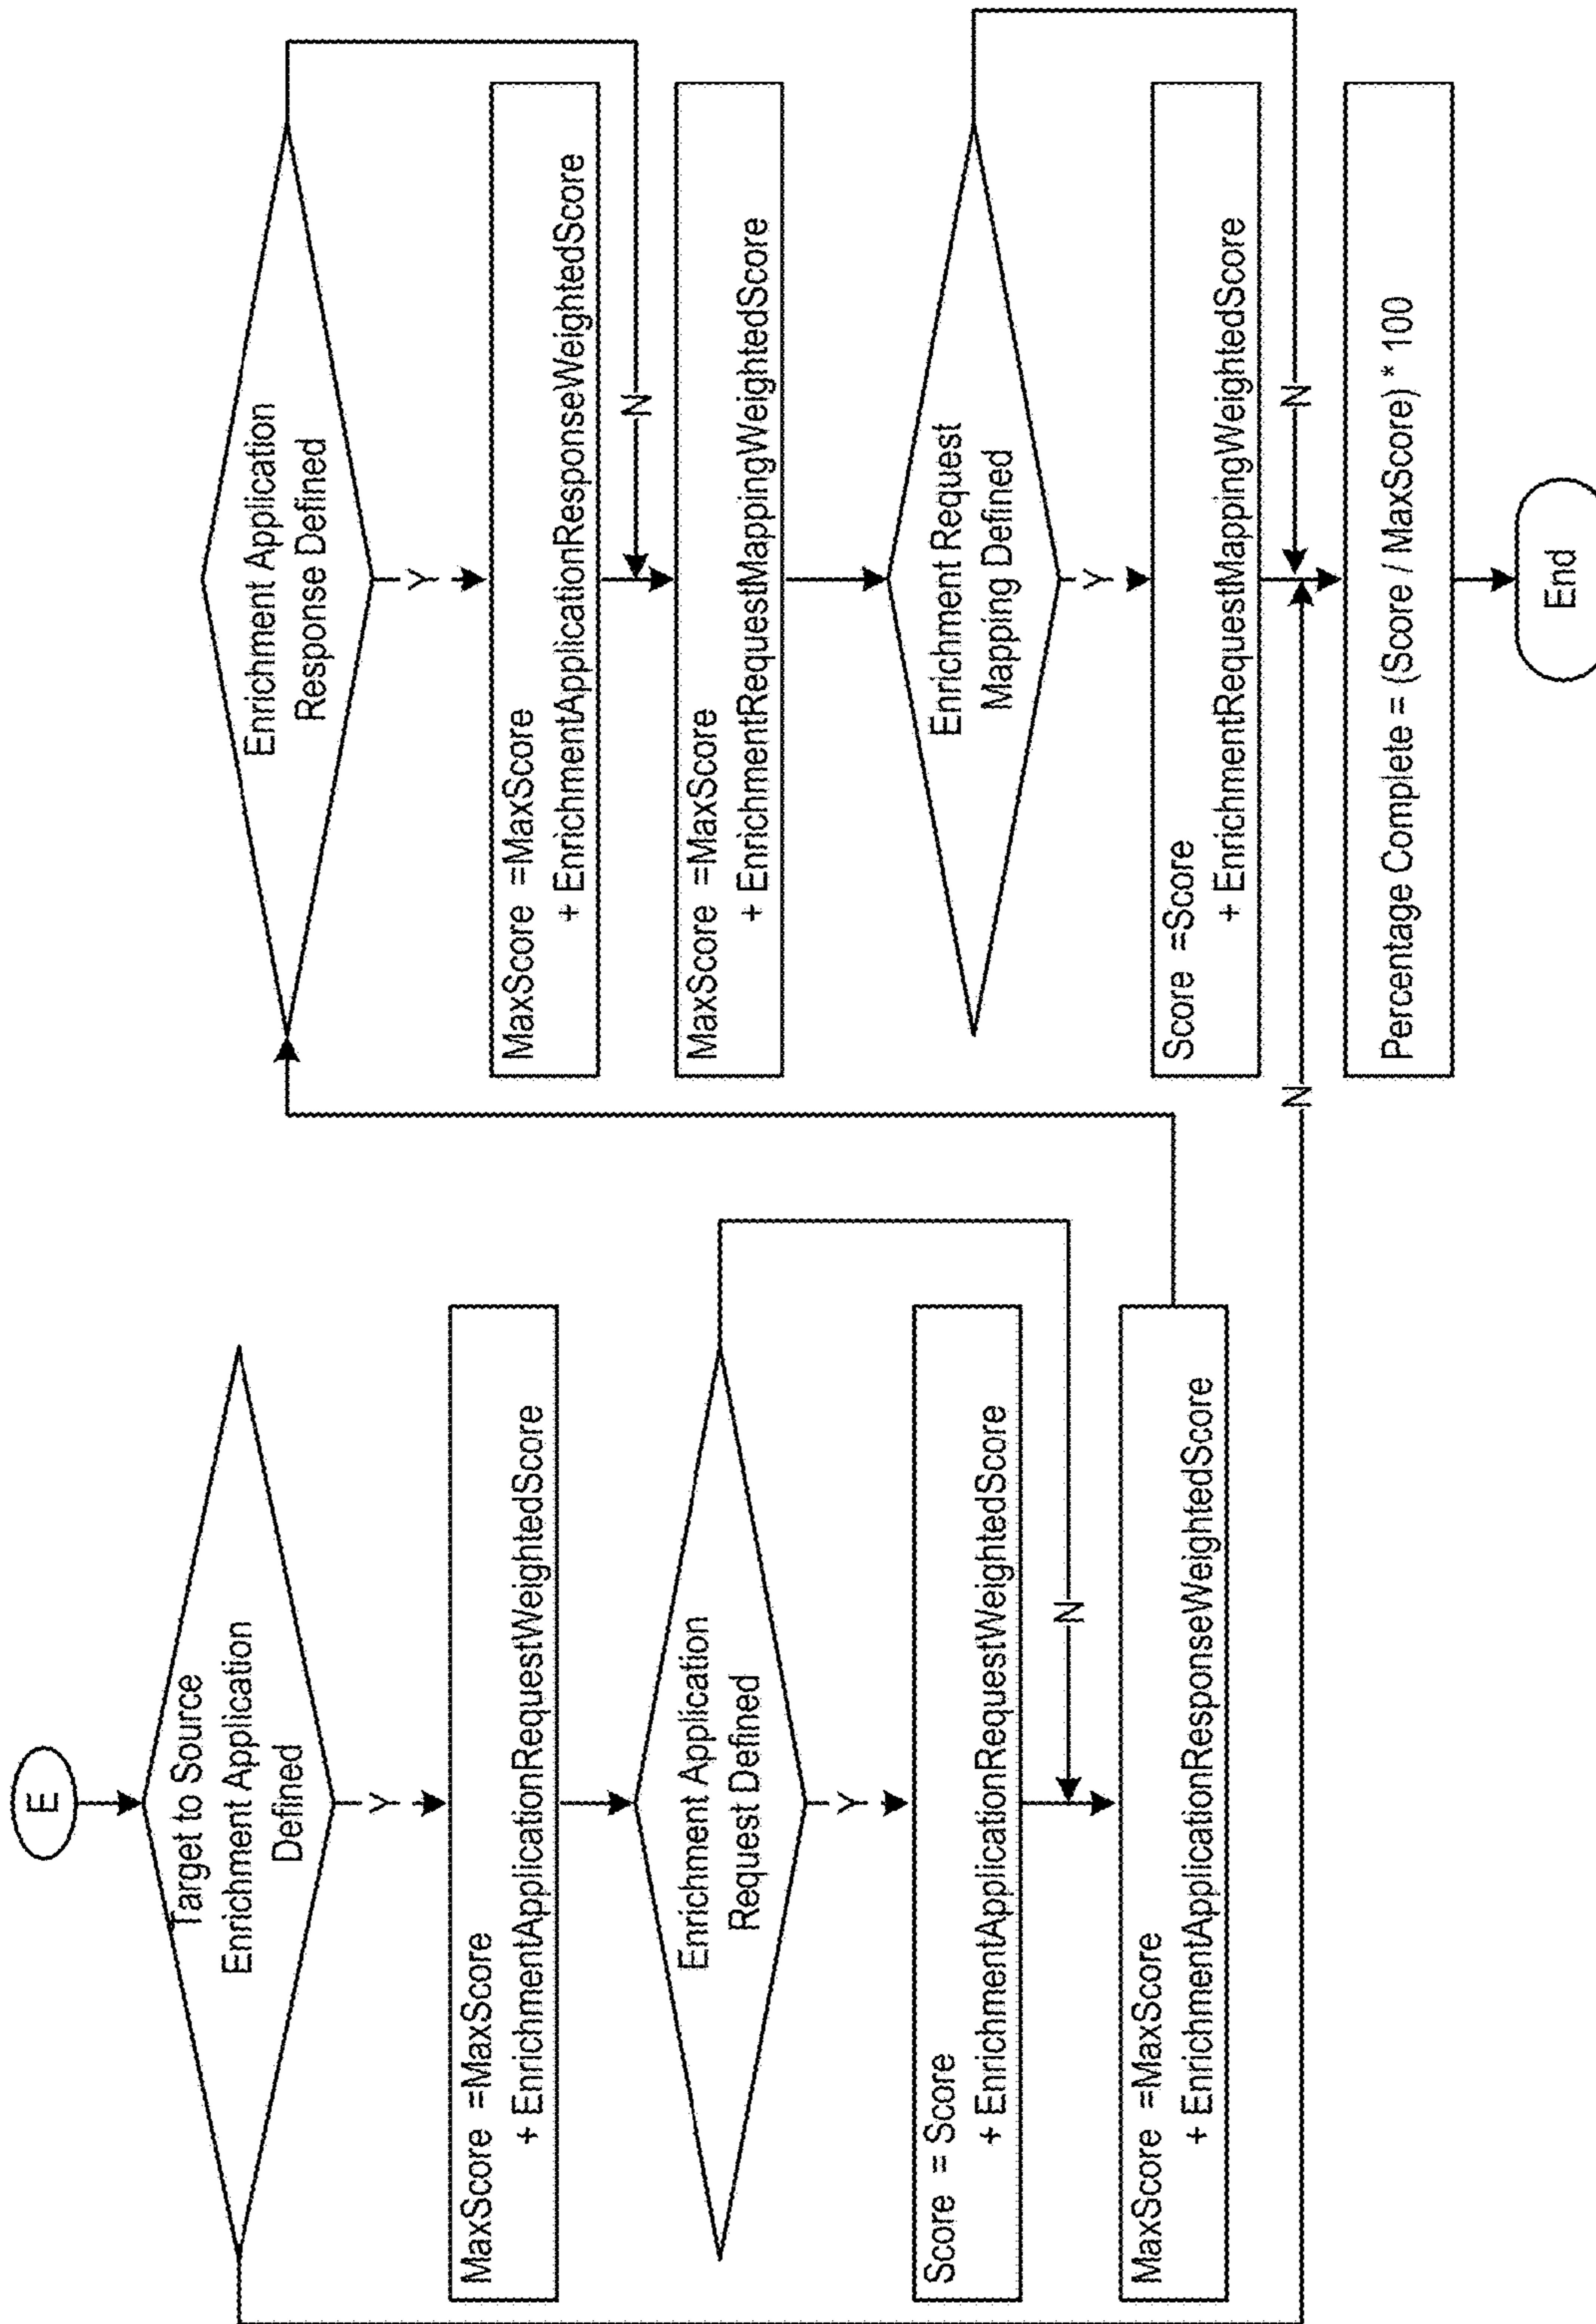 E
Target to Source
Enrichment Application
Defined
Y
MaxScore =MaxScore
+ EnrichmentApplicationRequestWeightedScore
Enrichment Application
Request Defined
Y
Score = Score
+ EnrichmentApplicationRequestWeightedScore
N
MaxScore =MaxScore
+ EnrichmentApplicationResponseWeightedScore
N
Enrichment Application
Response Defined
Y
MaxScore =MaxScore
+ EnrichmentApplicationResponseWeightedScore
N
MaxScore =MaxScore
+ EnrichmentRequestMappingWeightedScore
Enrichment Request
Mapping Defined
Y
Score =Score
+ EnrichmentRequestMappingWeightedScore
N
Percentage Complete = (Score / MaxScore) * 100
End